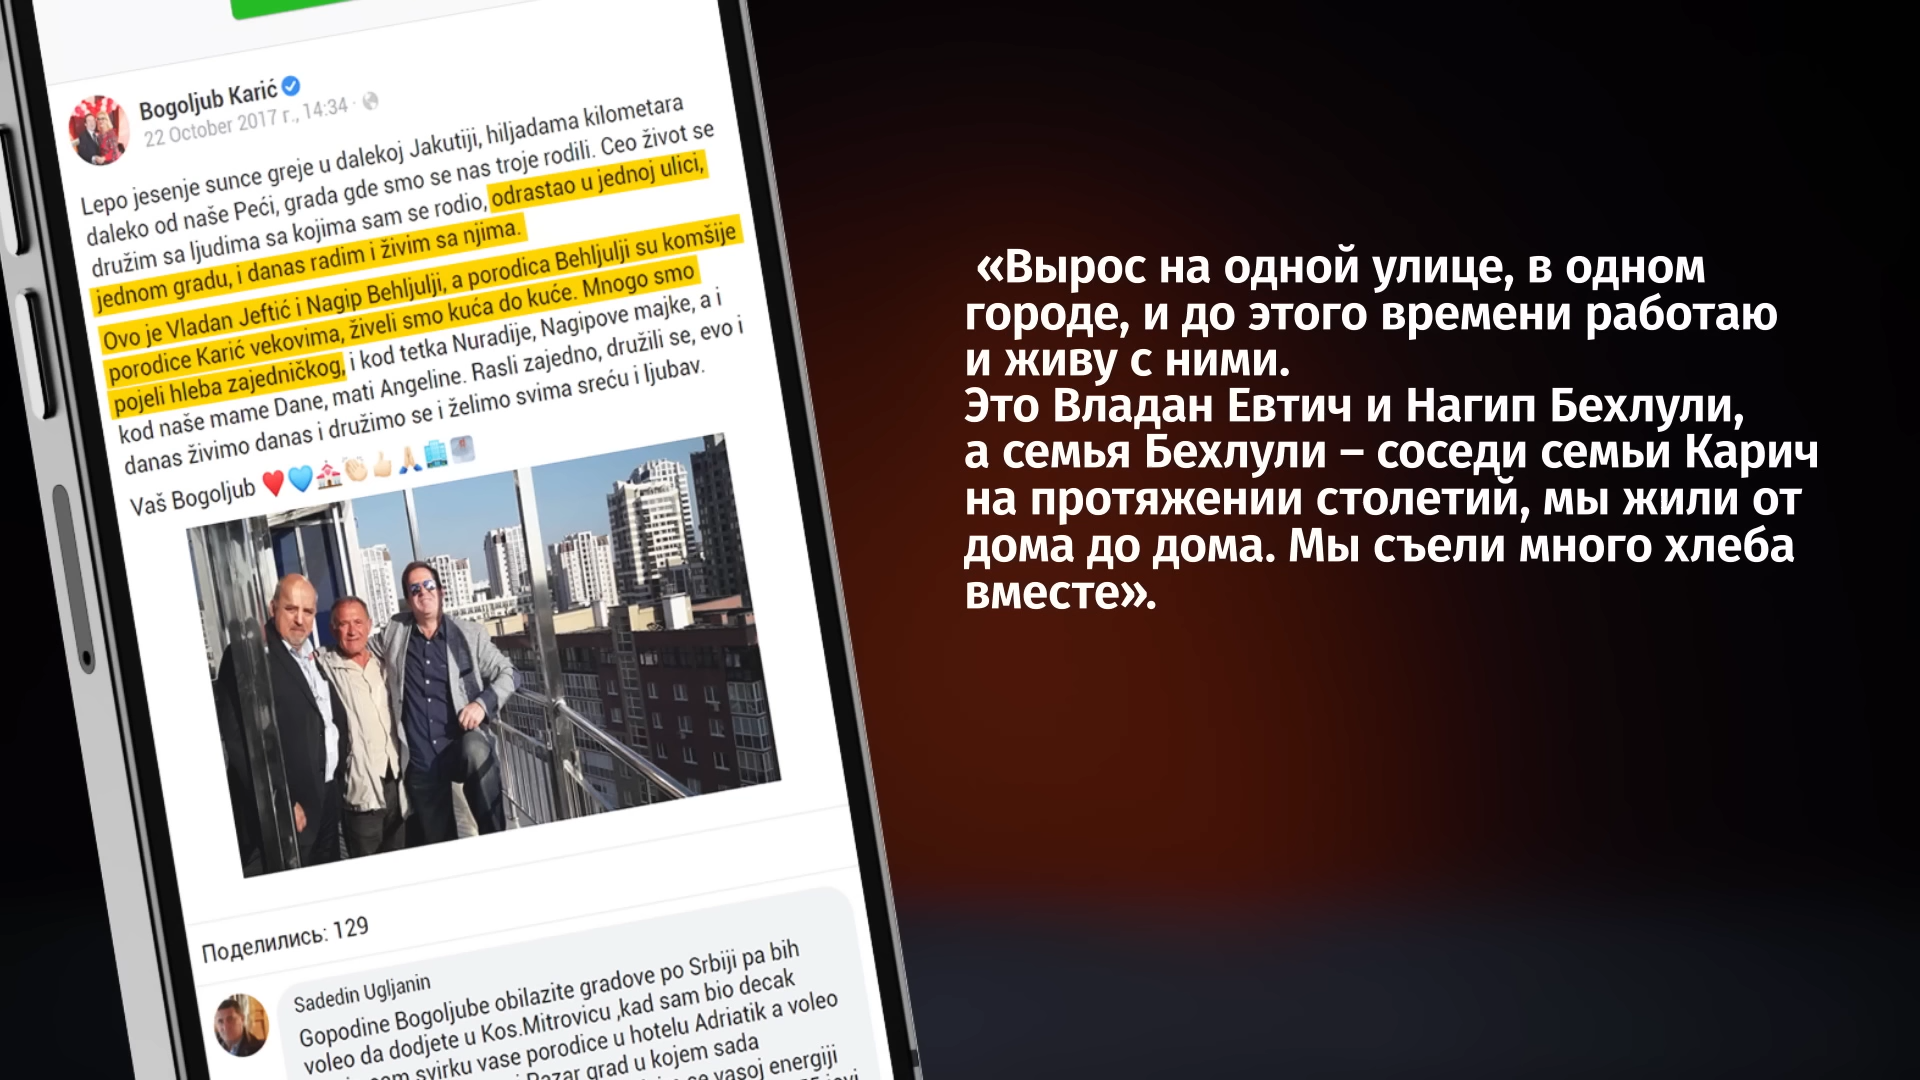 Bogoljub Karić
22 October 2017 г., 14:34 ·
Lepo jesenje sunce greje u dalekoj Jakutiji, hiljadama kilometara
daleko od naše Peći, grada gde smo se nas troje rodili. Ceo život se
družim sa ljudima sa kojima sam se rodio, odrastao u jednoj ulici,
jednom gradu, i danas radim i živim sa njima.
Ovo je Vladan Jeftić i Nagip Behljulji, a porodica Behljulji su komšije
porodice Karić vekovima, živeli smo kuća do kuće. Mnogo smo
pojeli hleba zajedničkog, i kod tetka Nuradije, Nagipove majke, a i
kod naše mame Dane, mati Angeline. Rasli zajedno, družili se, evo i
danas živimo danas i družimo se i želimo svima sreću i ljubav.
Vaš Bogoljub ❤️💙🏠👏🏻👍🏻🙏🏻🏢
Поделились: 129
Sadedin Ugljanin
Gopodine Bogoljube obilazite gradove po Srbiji pa bih
voleo da dodjete u Kos.Mitrovicu ,kad sam bio decak
svirku vase porodice u hotelu Adriatik a voleo
Pazar grad u kojem sada
se vasoj energiji
«Вырос на одной улице, в одном
городе, и до этого времени работаю
и живу с ними.
Это Владан Евтич и Нагип Бехлули,
а семья Бехлули – соседи семьи Карич
на протяжении столетий, мы жили от
дома до дома. Мы съели много хлеба
вместе».